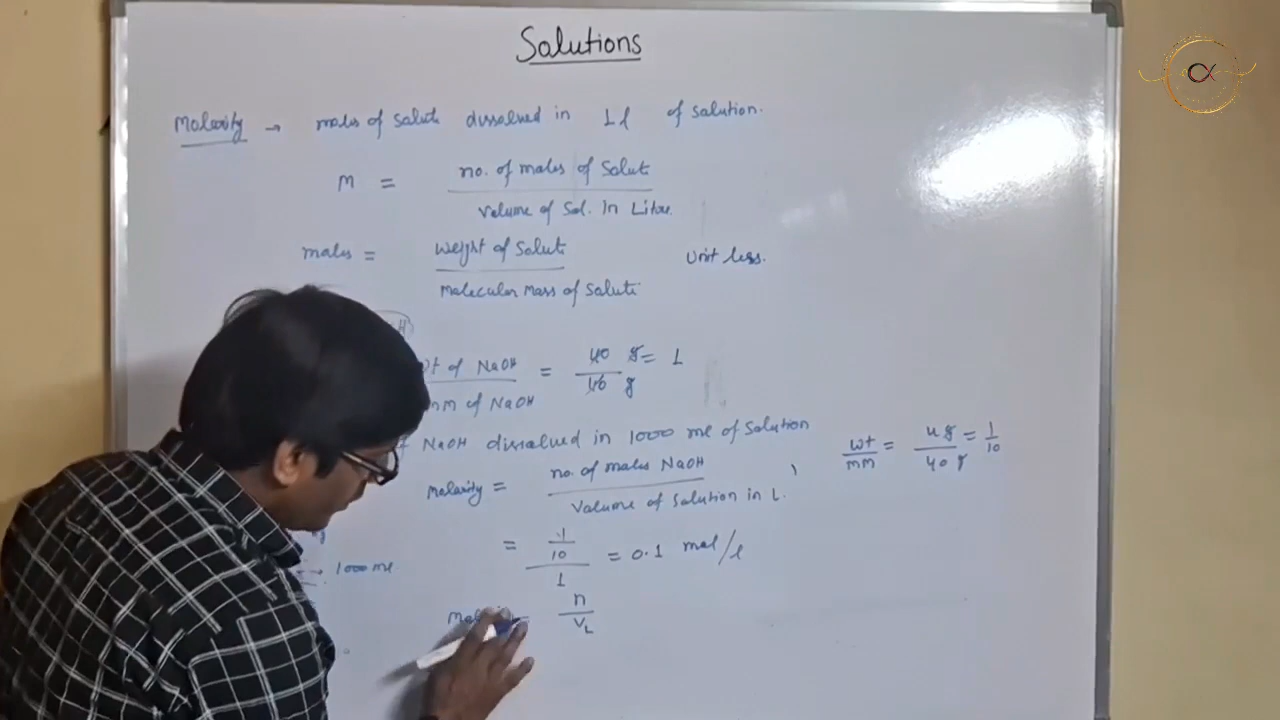 Solutions
Molarity → moles of solute dissolved in 1 l of solution.
M = no. of moles of Solute
Volume of Sol. In Litre.
moles = weight of Solute Unit less.
Molecular Mass of Solute
wt of NaOH = 40 g = 1
mM of NaOH 40 g
NaOH dissolved in 1000 ml of Solution
wt = 4 g = 1
mm 40 g 10
Molarity = no. of moles NaOH ,
Volume of Solution in L.
= 1/10 = 0.1 mol/l
1
1000 ml
n
V_L